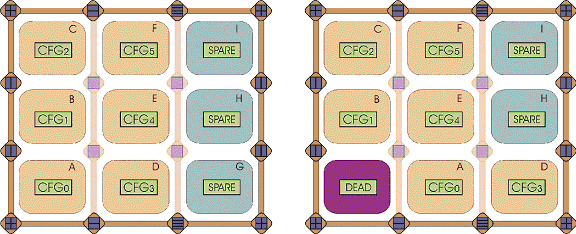 C
F
I
CFG2
CFG5
SPARE
B
E
H
CFG1
CFG4
SPARE
A
D
G
CFG0
CFG3
SPARE
C
F
I
CFG2
CFG5
SPARE
B
E
H
CFG1
CFG4
SPARE
A
D
DEAD
CFG0
CFG3